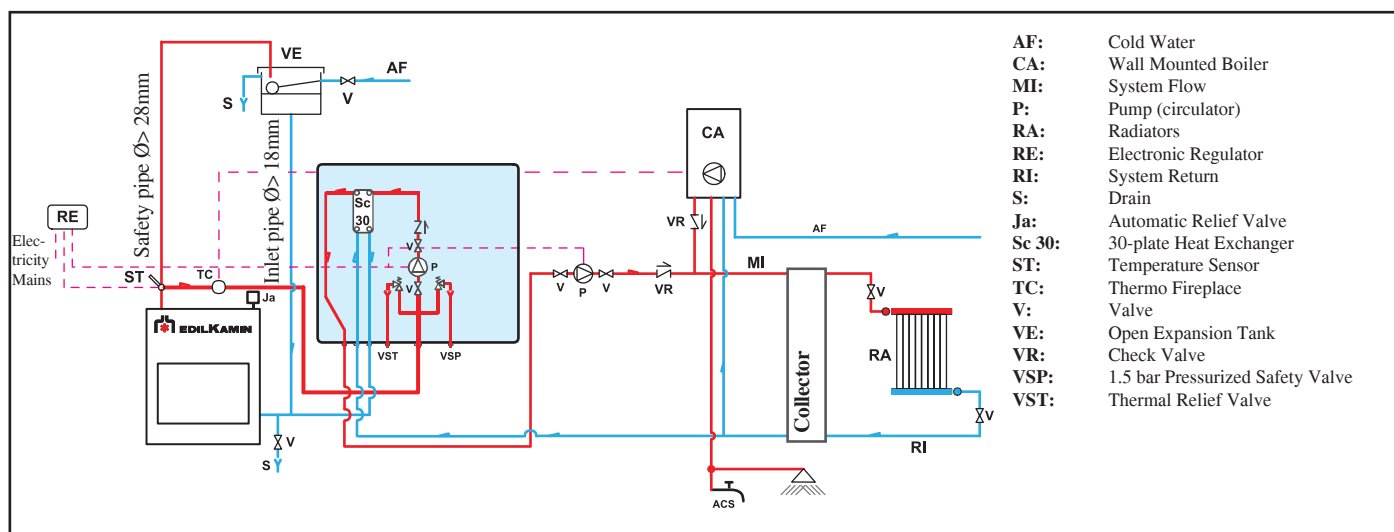 VE
AF
V
S
Safety pipe Ø> 28mm
Inlet pipe Ø> 18mm
CA
Sc
30
RE
Elec-
tricity
Mains
ST
TC
Ja
EDILKAMIN
V
P
V
VST
VSP
V
P
V
VR
VR
MI
AF
V
RA
Collector
V
RI
V
S
ACS
AF: Cold Water
CA: Wall Mounted Boiler
MI: System Flow
P: Pump (circulator)
RA: Radiators
RE: Electronic Regulator
RI: System Return
S: Drain
Ja: Automatic Relief Valve
Sc 30: 30-plate Heat Exchanger
ST: Temperature Sensor
TC: Thermo Fireplace
V: Valve
VE: Open Expansion Tank
VR: Check Valve
VSP: 1.5 bar Pressurized Safety Valve
VST: Thermal Relief Valve